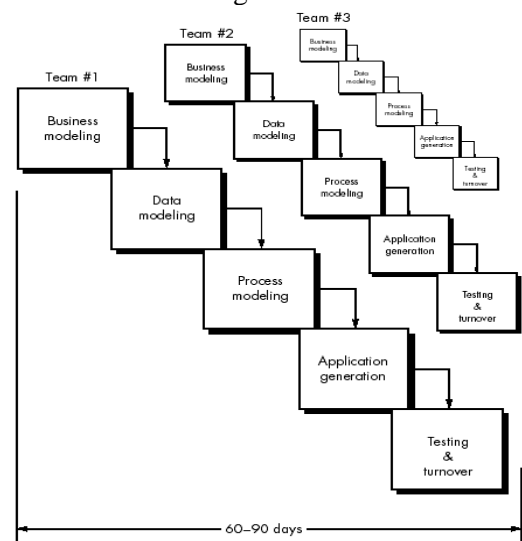 Team #1
Business
modeling
Data
modeling
Process
modeling
Application
generation
Testing
&
turnover
Team #2
Business
modeling
Data
modeling
Process
modeling
Application
generation
Testing
&
turnover
Team #3
Business
modeling
Data
modeling
Process
modeling
Application
generation
Testing
&
turnover
60–90 days